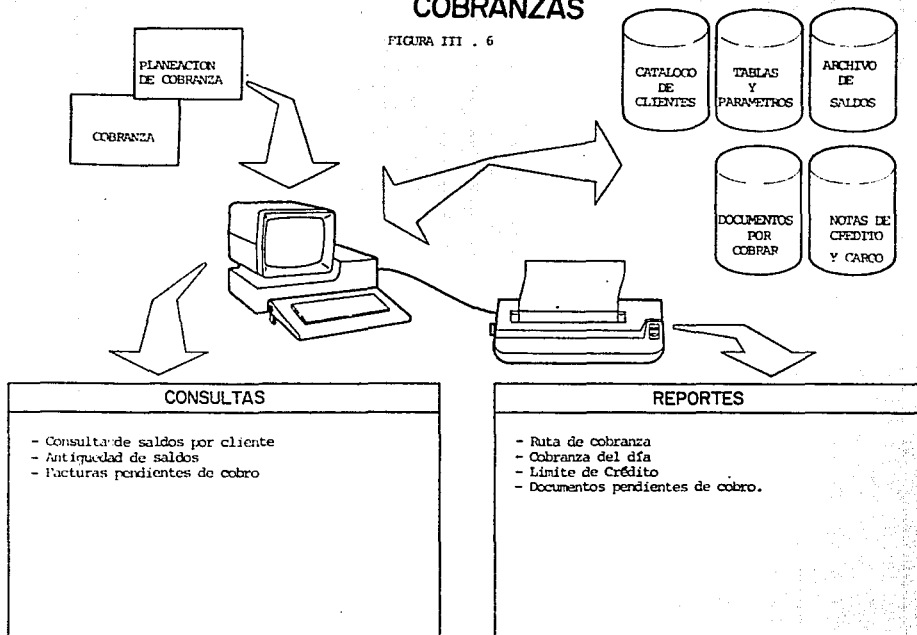 COBRANZAS
FIGURA III . 6
PLANEACION
DE COBRANZA
COBRANZA
CATALOGO
DE
CLIENTES
TABLAS
Y
PARAMETROS
ARCHIVO
DE
SALDOS
DOCUMENTOS
POR
COBRAR
NOTAS DE
CREDITO
Y CARGO
CONSULTAS
- Consulta de saldos por cliente
- Antiguedad de saldos
- Facturas pendientes de cobro
REPORTES
- Ruta de cobranza
- Cobranza del día
- Limite de Crédito
- Documentos pendientes de cobro.